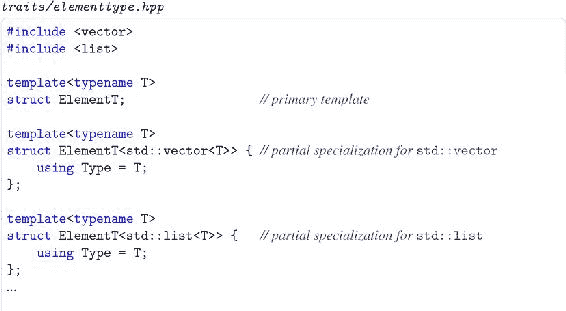 traits/elementtype.hpp
#include <vector>
#include <list>
template<typename T>
struct ElementT; // primary template
template<typename T>
struct ElementT<std::vector<T>> { // partial specialization for std::vector
using Type = T;
};
template<typename T>
struct ElementT<std::list<T>> { // partial specialization for std::list
using Type = T;
};
...